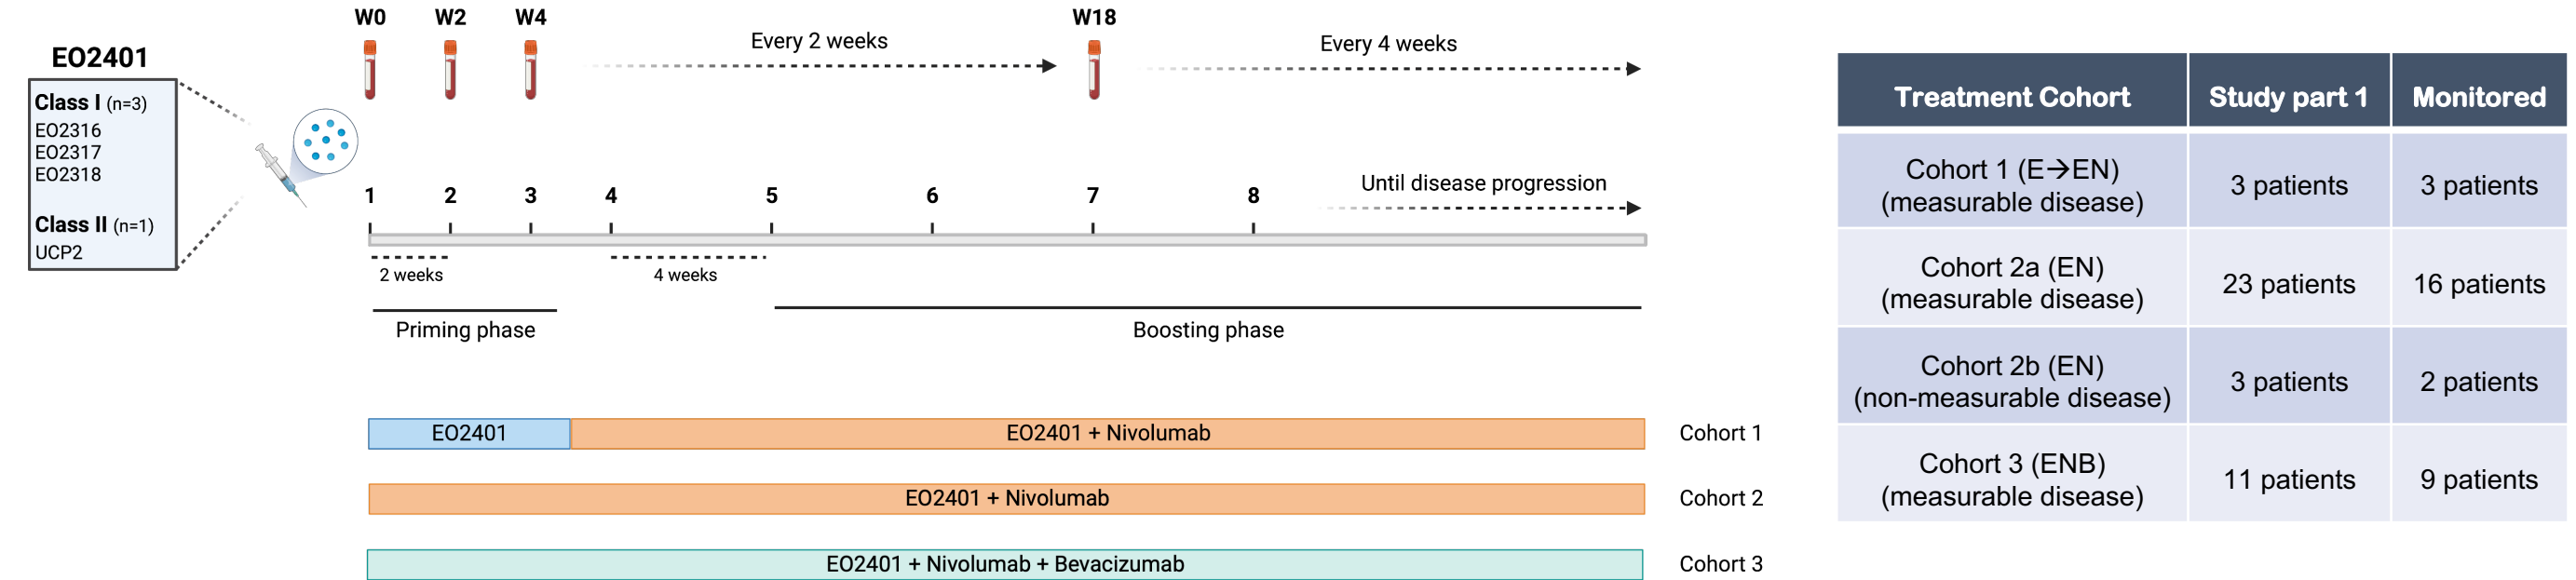 EO2401
Class I (n=3)
EO2316
EO2317
EO2318
Class II (n=1)
UCP2
W0 W2 W4 W18
Every 2 weeks
Every 4 weeks
1 2 3 4 5 6 7 8
Until disease progression
2 weeks
4 weeks
Priming phase
Boosting phase
EO2401
EO2401 + Nivolumab
Cohort 1
EO2401 + Nivolumab
Cohort 2
EO2401 + Nivolumab + Bevacizumab
Cohort 3
Treatment Cohort Study part 1 Monitored
Cohort 1 (E→EN)
(measurable disease)
3 patients
3 patients
Cohort 2a (EN)
(measurable disease)
23 patients
16 patients
Cohort 2b (EN)
(non-measurable disease)
3 patients
2 patients
Cohort 3 (ENB)
(measurable disease)
11 patients
9 patients